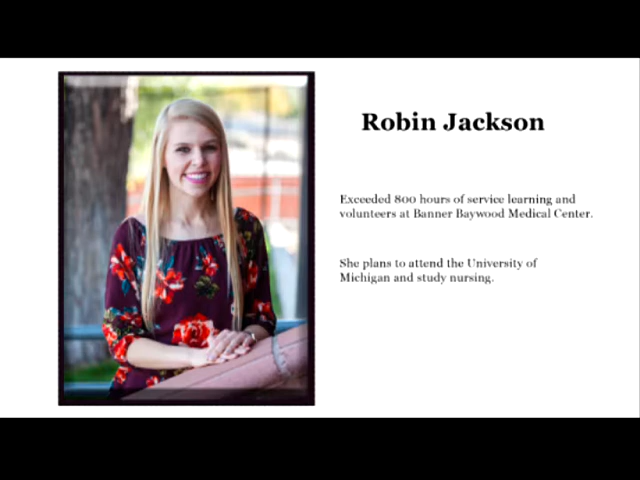 Robin Jackson
Exceeded 800 hours of service learning and
volunteers at Banner Baywood Medical Center.
She plans to attend the University of
Michigan and study nursing.